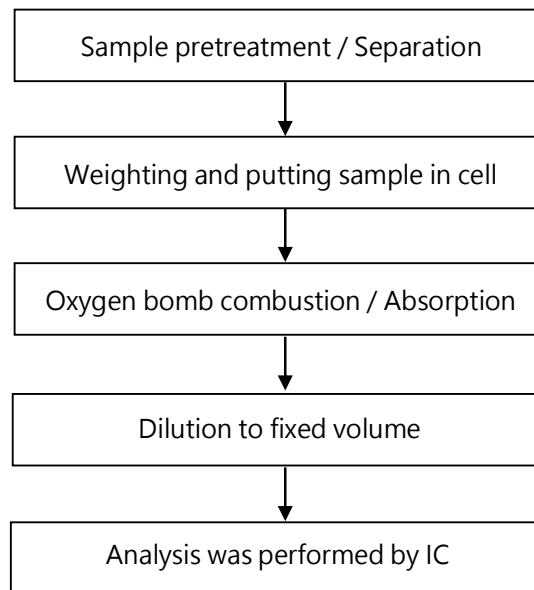 Sample pretreatment / Separation
Weighting and putting sample in cell
Oxygen bomb combustion / Absorption
Dilution to fixed volume
Analysis was performed by IC